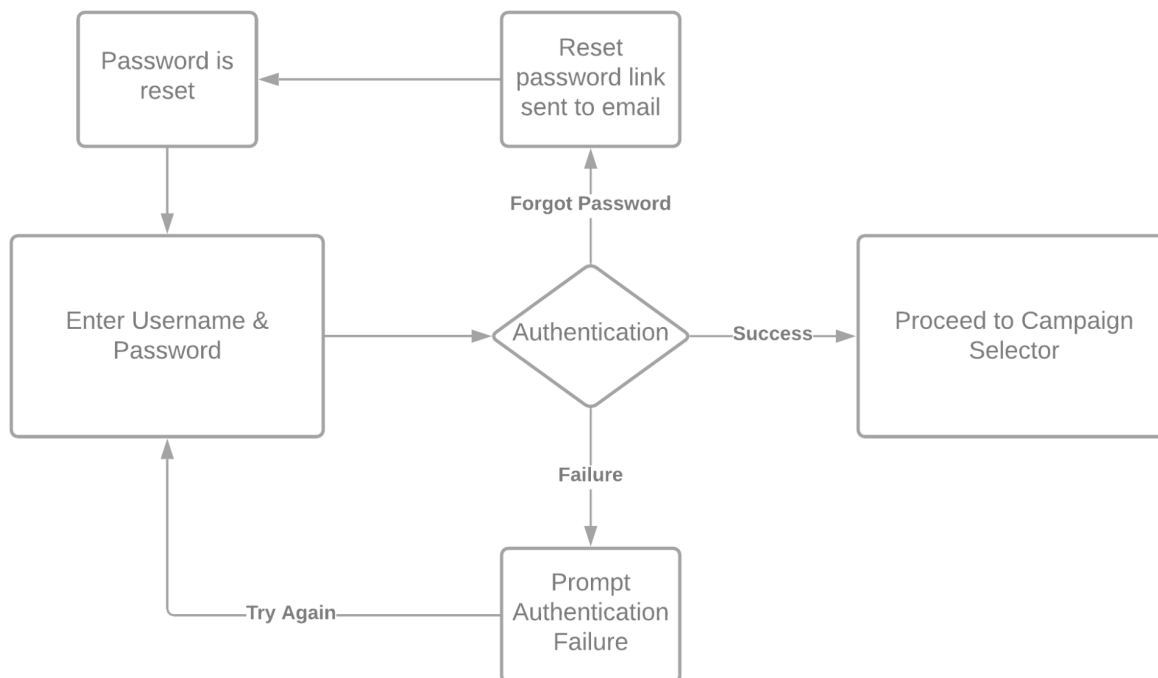 Password is
reset
Reset
password link
sent to email
Forgot Password
Enter Username &
Password
Authentication
Success
Proceed to Campaign
Selector
Failure
Try Again
Prompt
Authentication
Failure